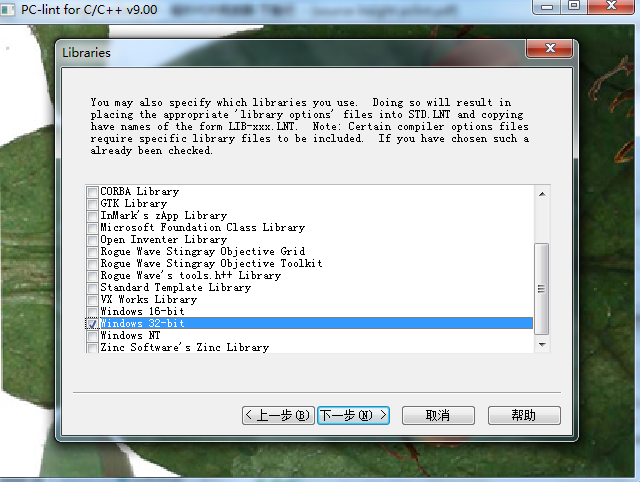 PC-lint for C/C++ v9.00
Libraries
You may also specify which libraries you use.  Doing so will result in
placing the appropriate 'library options' files into STD.LNT and copying
have names of the form LIB-xxx.LNT.  Note: Certain compiler options files
require specific library files to be included.  If you have chosen such a
already been checked.
CORBA Library
GTK Library
InMark's zApp Library
Microsoft Foundation Class Library
Open Inventer Library
Rogue Wave Stingray Objective Grid
Rogue Wave Stingray Objective Toolkit
Rogue Wave's tools.h++ Library
Standard Template Library
VX Works Library
Windows 16-bit
Windows 32-bit
Windows NT
Zinc Software's Zinc Library
< 上一步(B) 下一步(N) > 取消 帮助